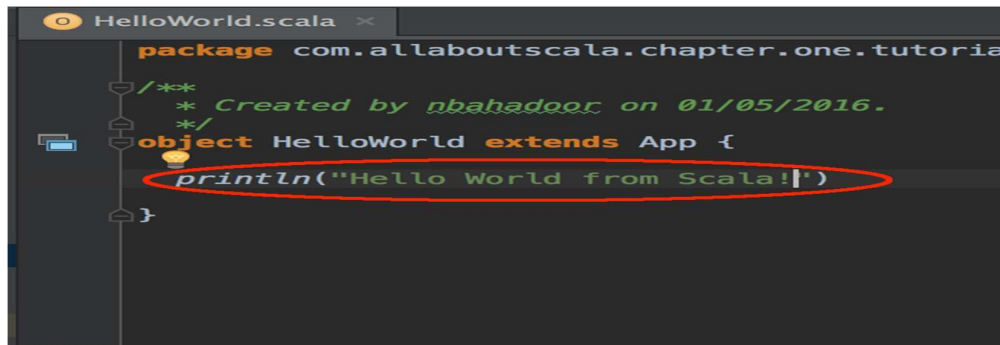 HelloWorld.scala
package com.allaboutscala.chapter.one.tutoria
/**
* Created by nbahadoor on 01/05/2016.
*/
object HelloWorld extends App {
println("Hello World from Scala!")
}